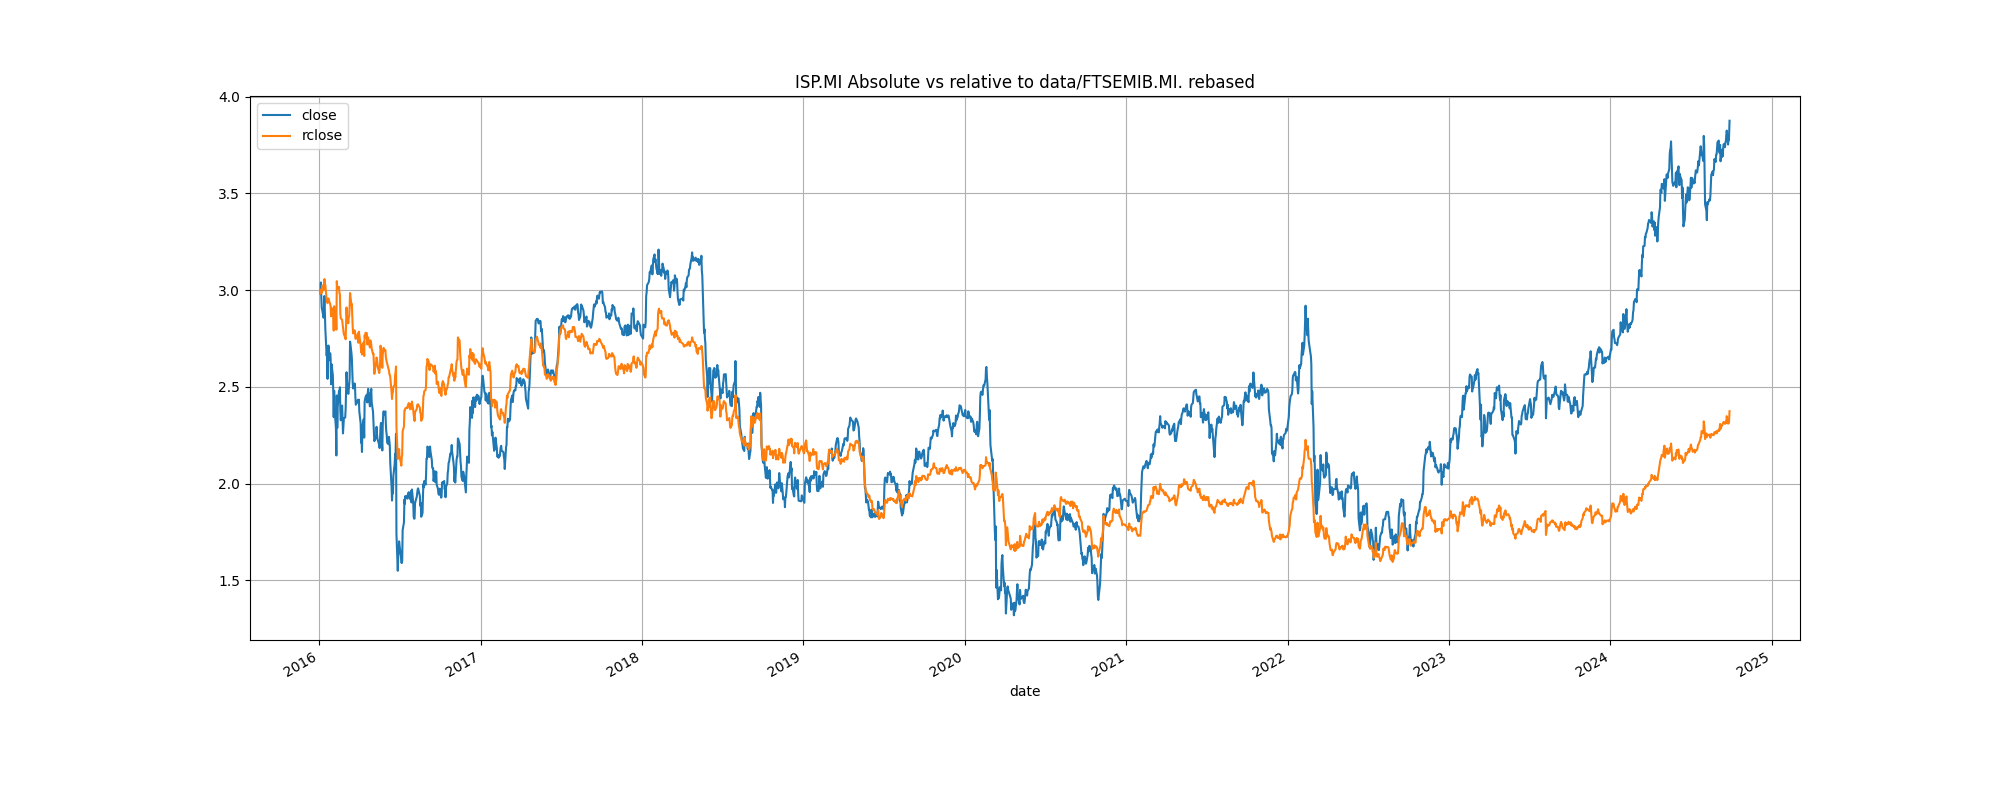 ISP.MI Absolute vs relative to data/FTSEMIB.MI. rebased
close
rclose
4.0
3.5
3.0
2.5
2.0
1.5
2016 2017 2018 2019 2020 2021 2022 2023 2024 2025
date